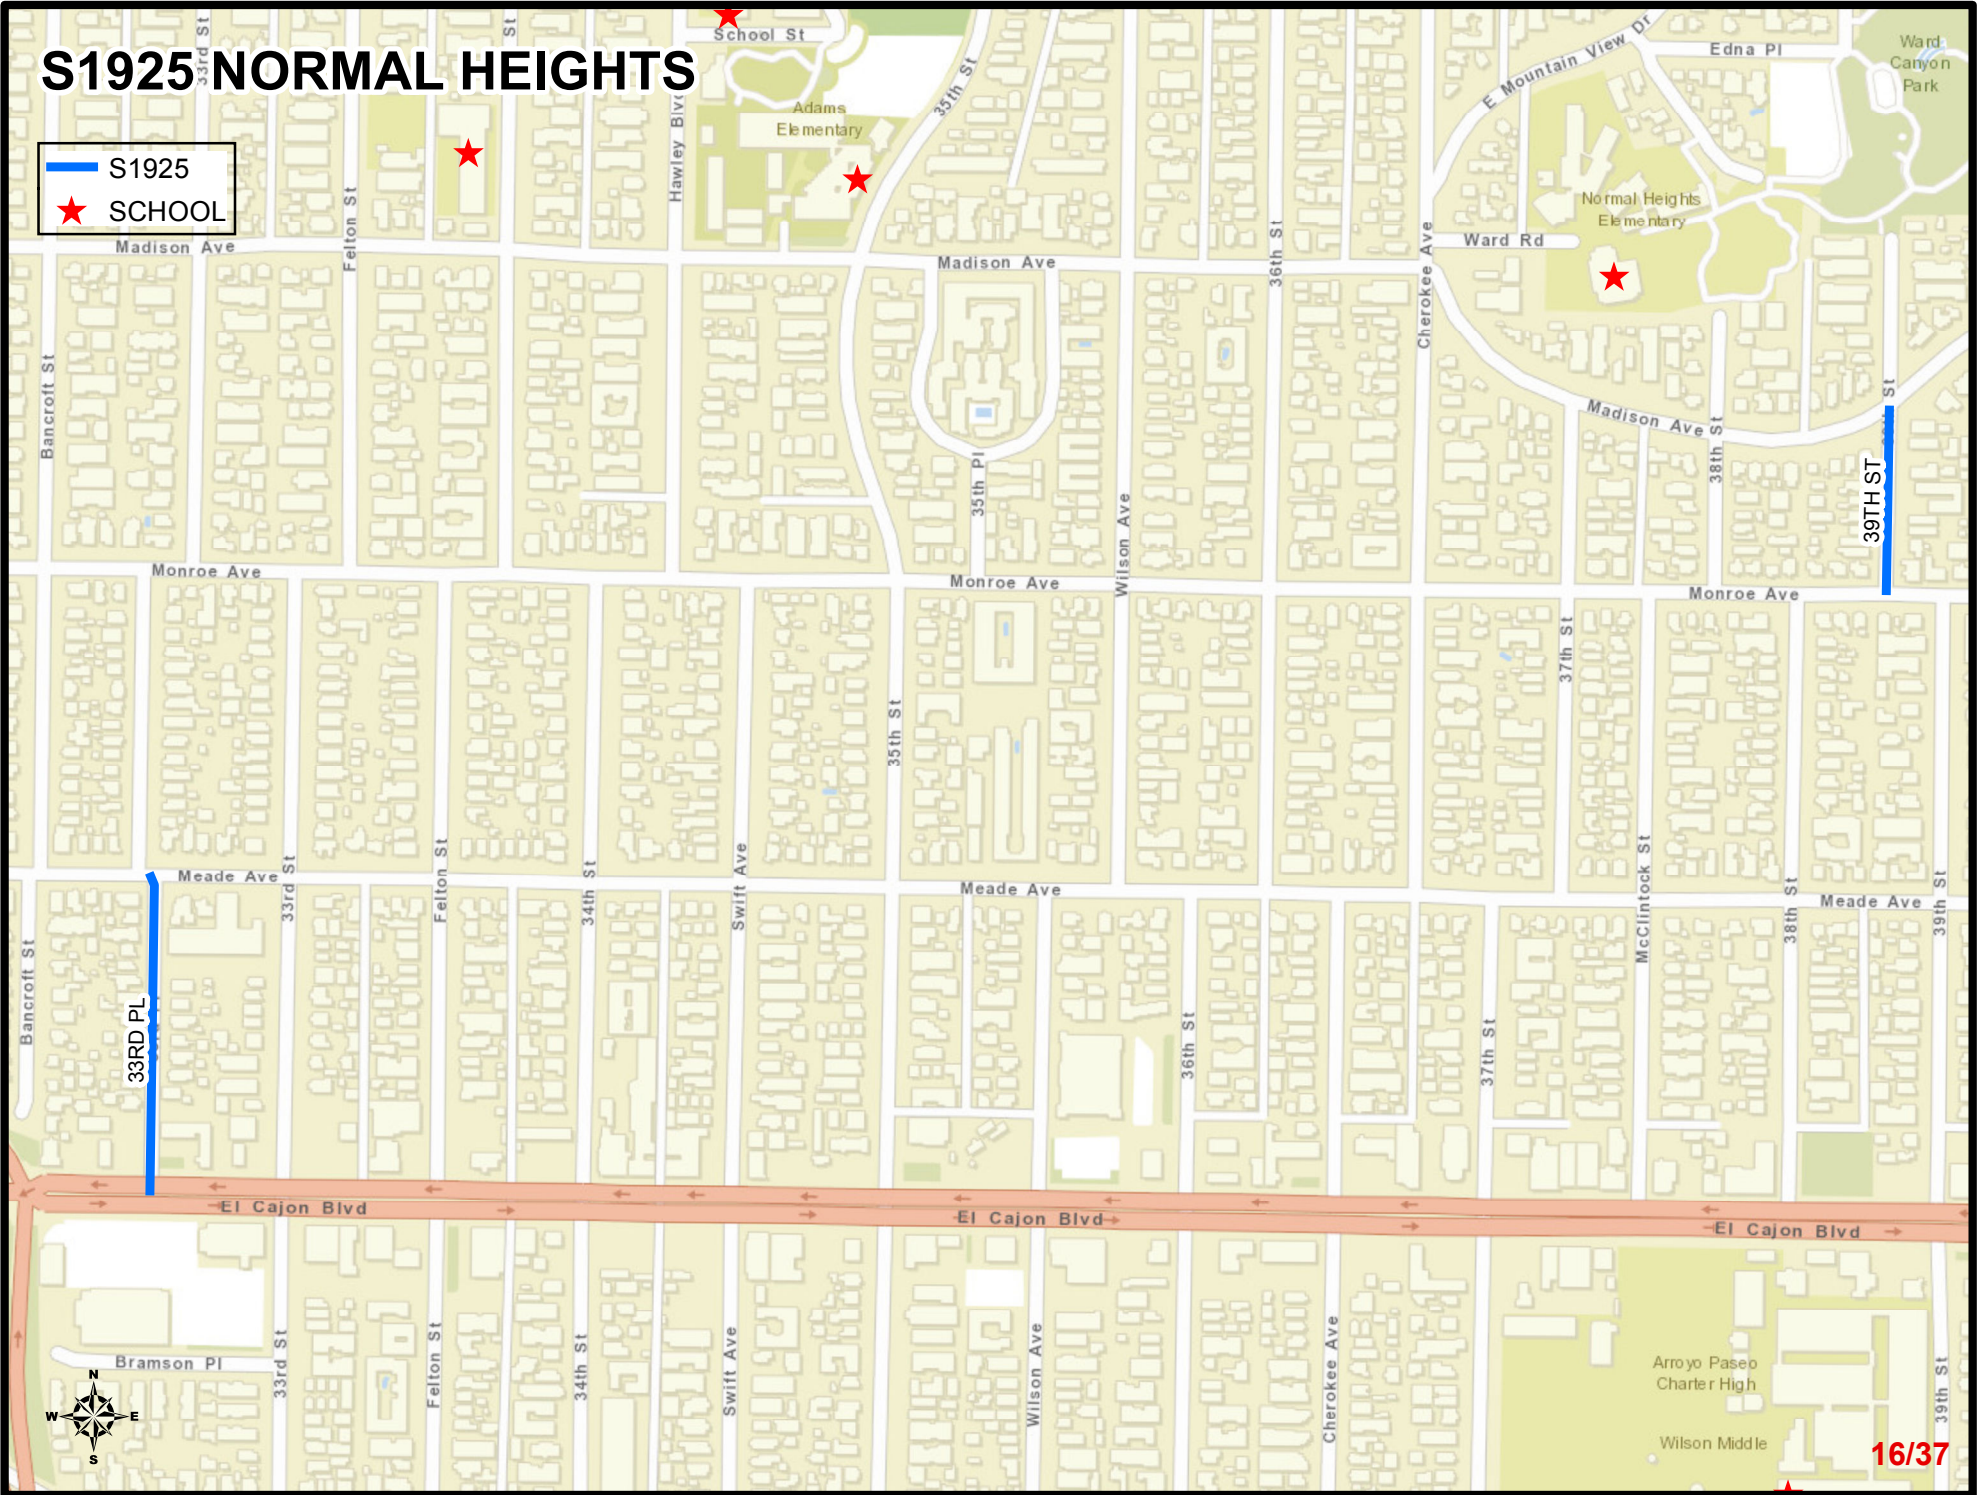 S1925 NORMAL HEIGHTS
S1925
SCHOOL
33rd St
St
School St
Hawley Blvd
35th St
Adams
Elementary
E Mountain View Dr
Edna Pl
Ward
Canyon
Park
Normal Heights
Elementary
Ward Rd
Madison Ave
Felton St
Madison Ave
36th St
Cherokee Ave
Bancroft St
35th Pl
Wilson Ave
Madison Ave
38th St
St
39TH ST
Monroe Ave
Monroe Ave
Monroe Ave
35th St
37th St
Meade Ave
33rd St
Felton St
34th St
Swift Ave
Meade Ave
McClintock St
38th St
Meade Ave
39th St
Bancroft St
33RD PL
36th St
37th St
El Cajon Blvd
El Cajon Blvd
El Cajon Blvd
Bramson Pl
33rd St
Felton St
34th St
Swift Ave
Wilson Ave
Cherokee Ave
Arroyo Paseo
Charter High
39th St
Wilson Middle
N
W
E
S
16/37